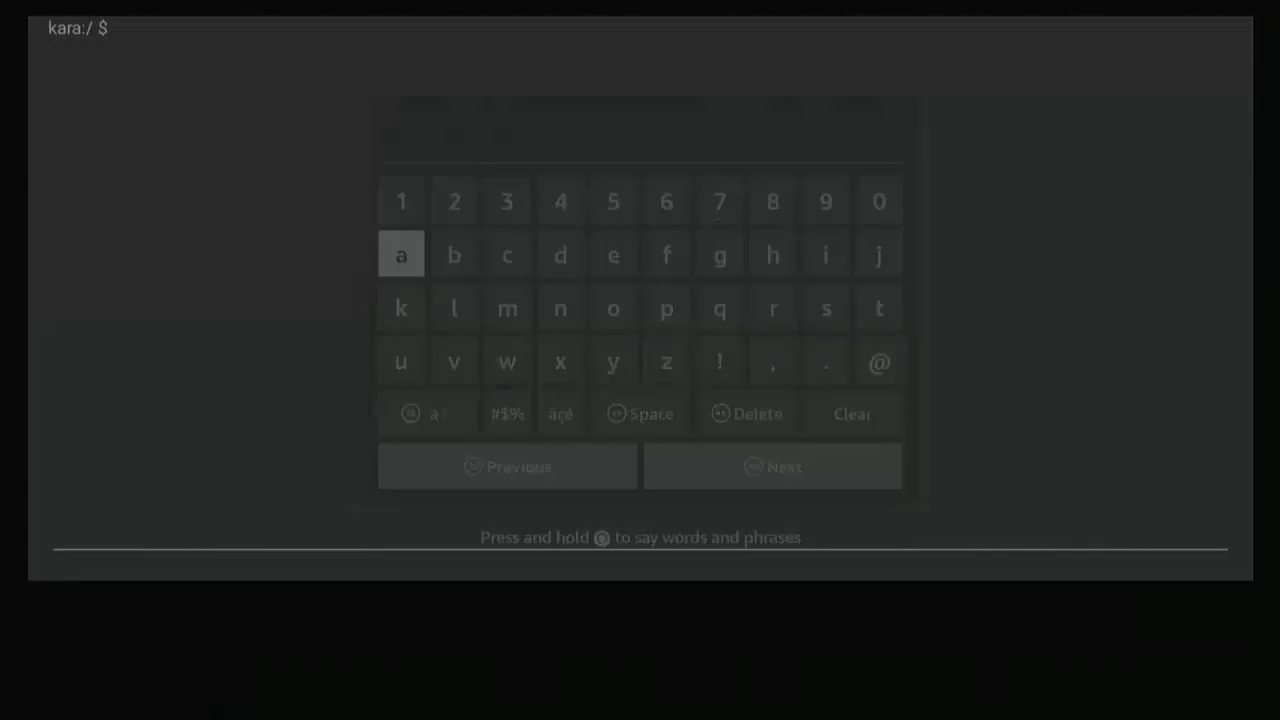 kara:/ $
1 2 3 4 5 6 7 8 9 0
a b c d e f g h i j
k l m n o p q r s t
u v w x y z ! , . @
a #$% äçé Space Delete Clear
Previous Next
Press and hold to say words and phrases